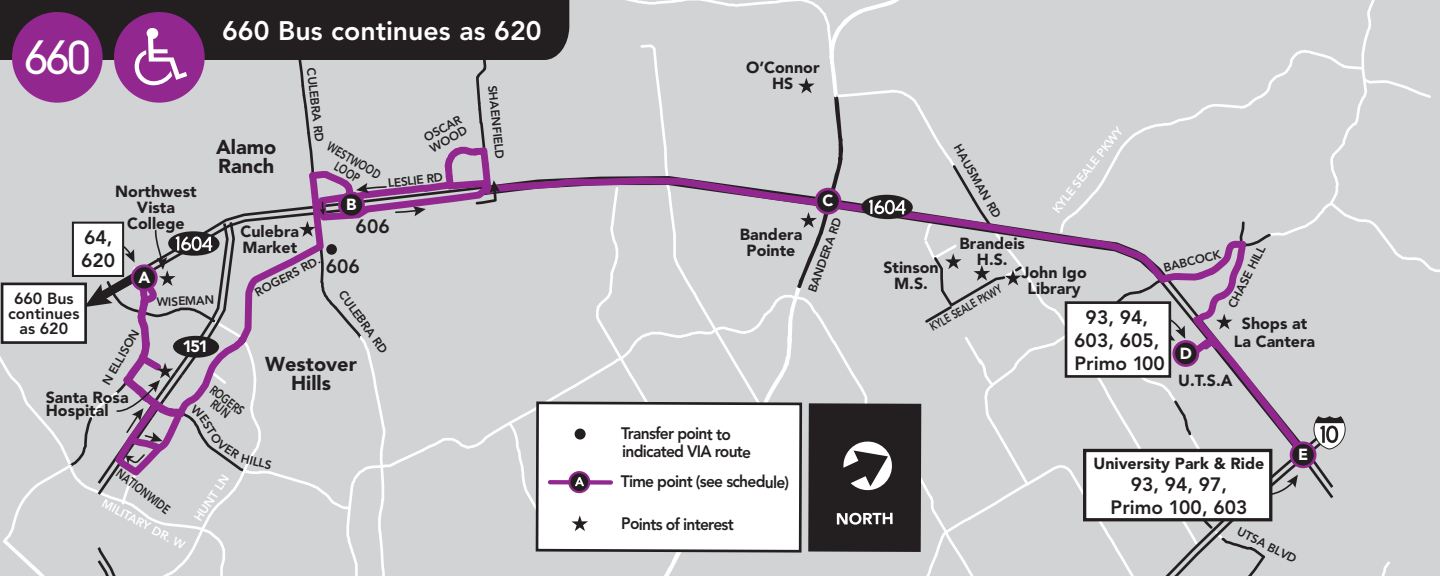 660
660 Bus continues as 620
CULEBRA RD
SHAENFIELD
OSCAR
WOOD
Alamo
Ranch
WESTWOOD
LOOP
LESLIE RD
Northwest
Vista
College
64,
620
1604
A
B
606
Culebra
Market
606
ROGERS RD.
660 Bus
continues
as 620
WISEMAN
CULEBRA RD
N ELLISON
151
Westover
Hills
Santa Rosa
Hospital
ROGERS
RUN
WESTOVER HILLS
NATIONWIDE
HUNT LN
MILITARY DR. W
O'Connor
HS
C
1604
Bandera
Pointe
BANDERA RD
HAUSMAN RD
KYLE SEALE PKWY
Stinson
M.S.
Brandeis
H.S.
John Igo
Library
KYLE SEALE PKWY
BABCOCK
CHASE HILL
93, 94,
603, 605,
Primo 100
D
U.T.S.A
Shops at
La Cantera
10
E
University Park & Ride
93, 94, 97,
Primo 100, 603
UTSA BLVD
Transfer point to
indicated VIA route
A
Time point (see schedule)
Points of interest
NORTH